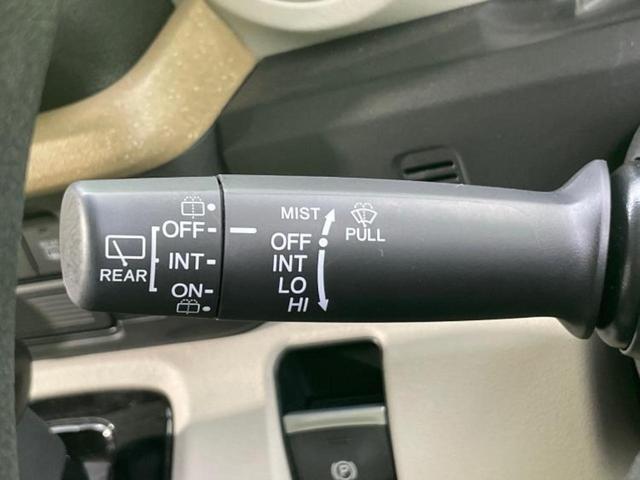 MIST
OFF OFF PULL
REAR INT INT
ON LO
HI
P